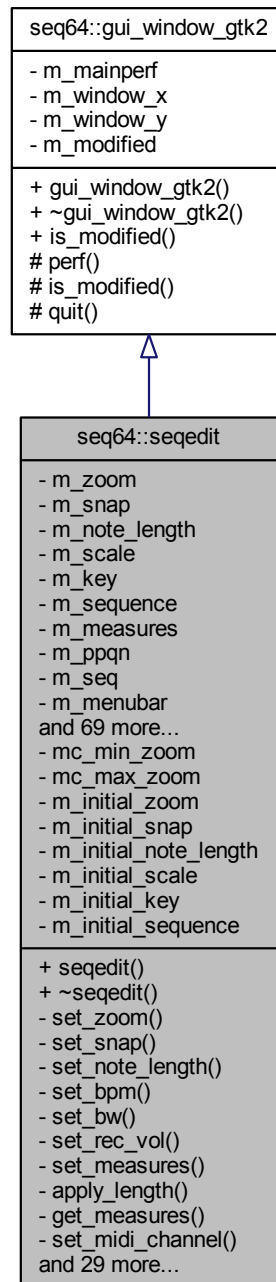 seq64::gui_window_gtk2
- m_mainperf
- m_window_x
- m_window_y
- m_modified
+ gui_window_gtk2()
+ ~gui_window_gtk2()
+ is_modified()
# perf()
# is_modified()
# quit()
seq64::seqedit
- m_zoom
- m_snap
- m_note_length
- m_scale
- m_key
- m_sequence
- m_measures
- m_ppqn
- m_seq
- m_menubar
and 69 more...
- mc_min_zoom
- mc_max_zoom
- m_initial_zoom
- m_initial_snap
- m_initial_note_length
- m_initial_scale
- m_initial_key
- m_initial_sequence
+ seqedit()
+ ~seqedit()
- set_zoom()
- set_snap()
- set_note_length()
- set_bpm()
- set_bw()
- set_rec_vol()
- set_measures()
- apply_length()
- get_measures()
- set_midi_channel()
and 29 more...